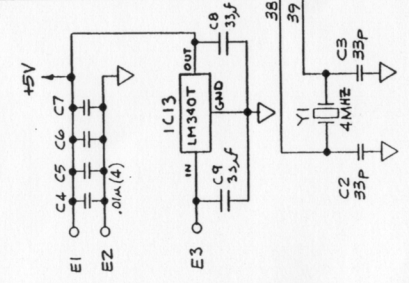 +5V
C7
C6
C5
C4
.01µ(4)
E1
E2
E3
IC13
OUT
LM340T
GND
IN
C8
33µf
C9
33µf
38
39
Y1
4MHZ
C3
33P
C2
33P